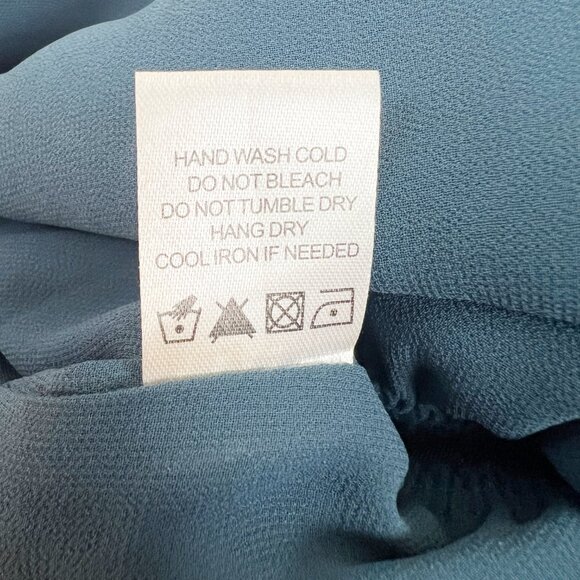 HAND WASH COLD
DO NOT BLEACH
DO NOT TUMBLE DRY
HANG DRY
COOL IRON IF NEEDED